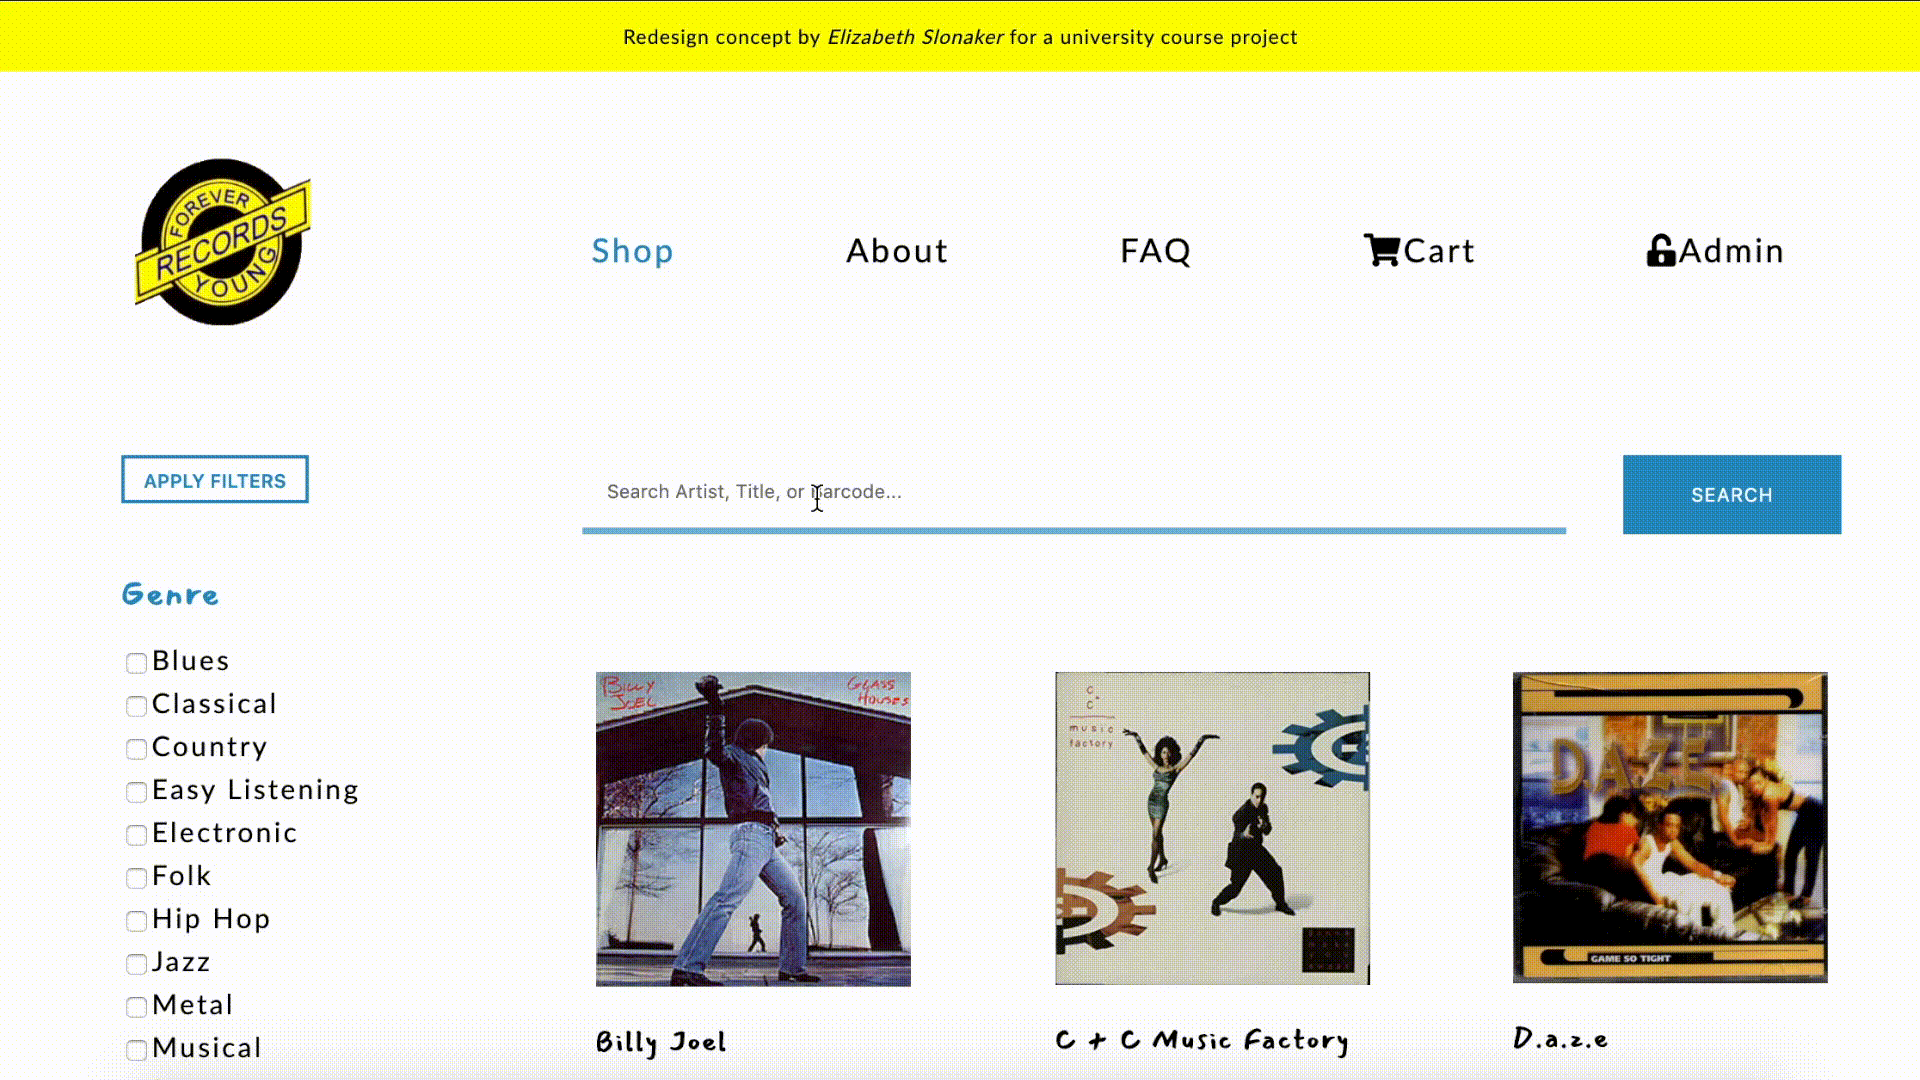 Redesign concept by Elizabeth Slonaker for a university course project
FOREVER
RECORDS
YOUNG
Shop
About
FAQ
Cart
Admin
APPLY FILTERS
Search Artist, Title, or Barcode...
SEARCH
Genre
Blues
Classical
Country
Easy Listening
Electronic
Folk
Hip Hop
Jazz
Metal
Musical
BILLY JOEL
GLASS HOUSES
C + C
music
factory
DAZE
GAME SO TIGHT
Billy Joel
C + C Music Factory
D.a.z.e